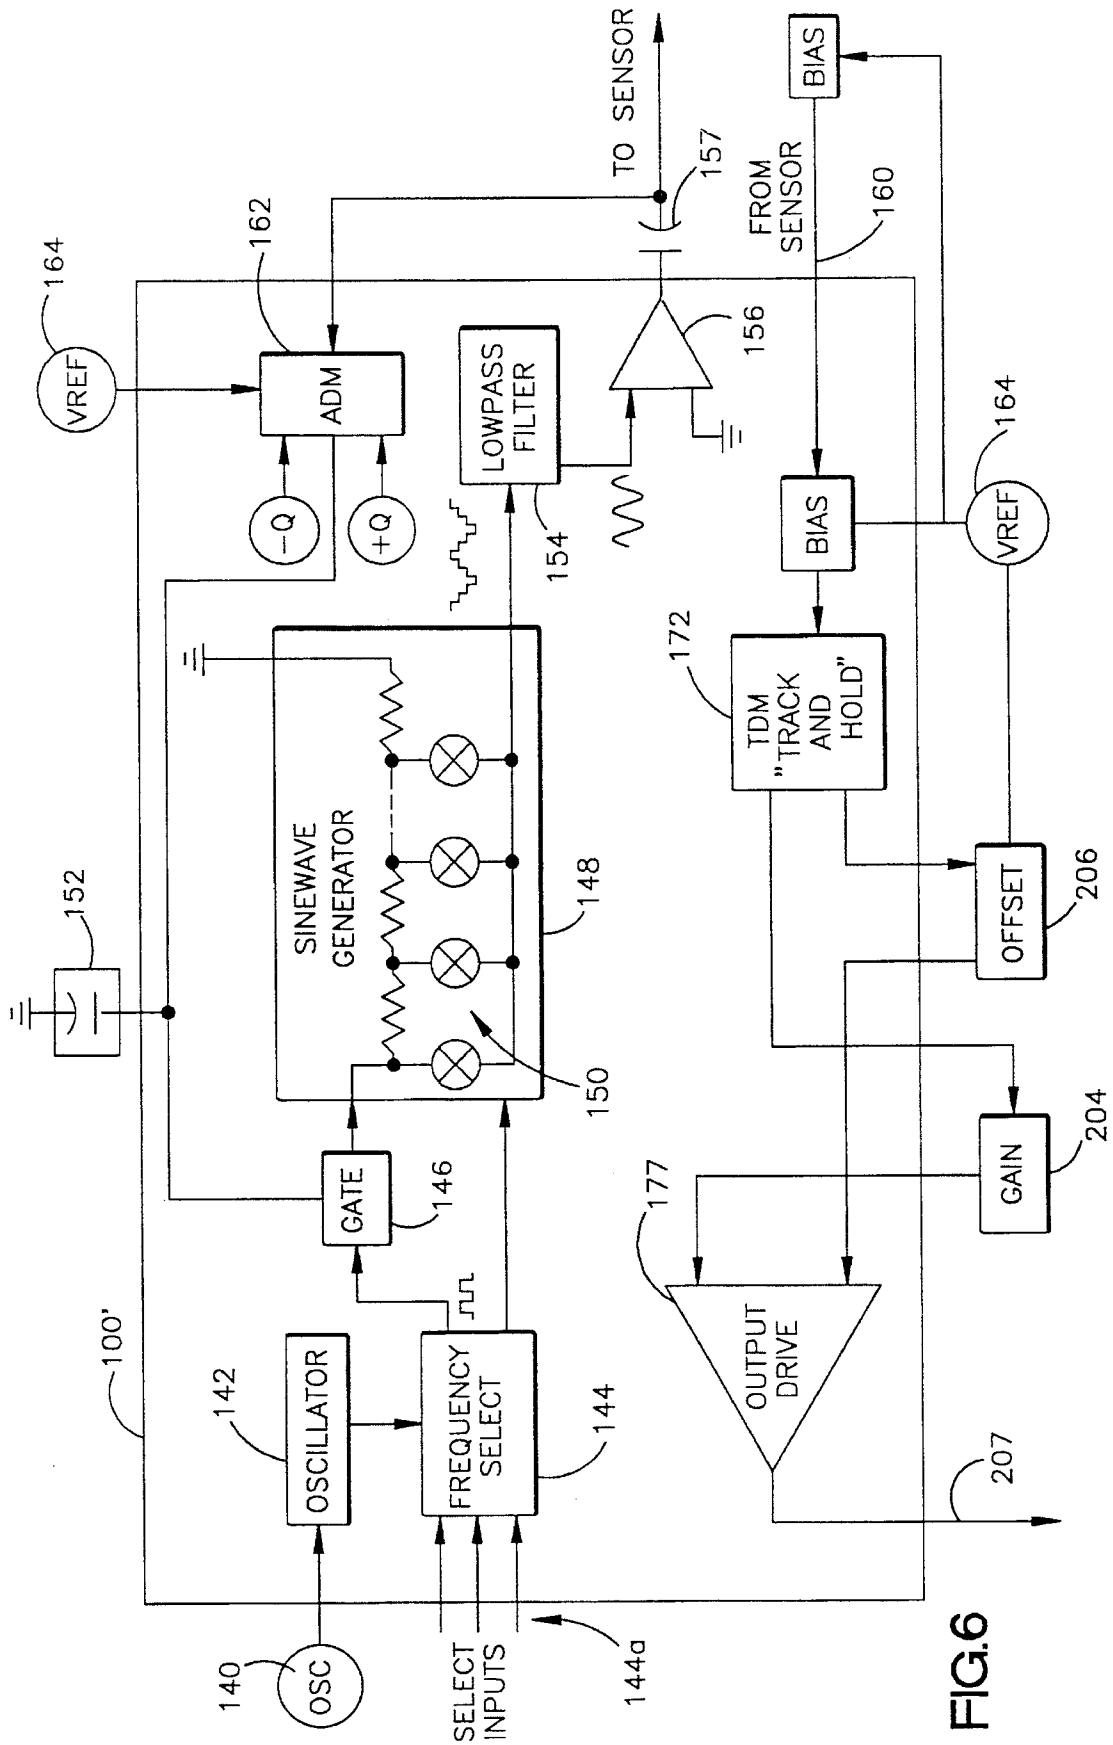 100'
152
164
VREF
162
ADM
−Q
+Q
140
OSC
142
OSCILLATOR
SELECT
INPUTS
144a
FREQUENCY
SELECT
144
GATE
146
SINEWAVE
GENERATOR
150
148
LOWPASS
FILTER
154
156
157
TO SENSOR
FROM
SENSOR
160
BIAS
BIAS
164
VREF
172
TDM
"TRACK
AND
HOLD"
OFFSET
206
GAIN
204
177
OUTPUT
DRIVE
207
FIG.6